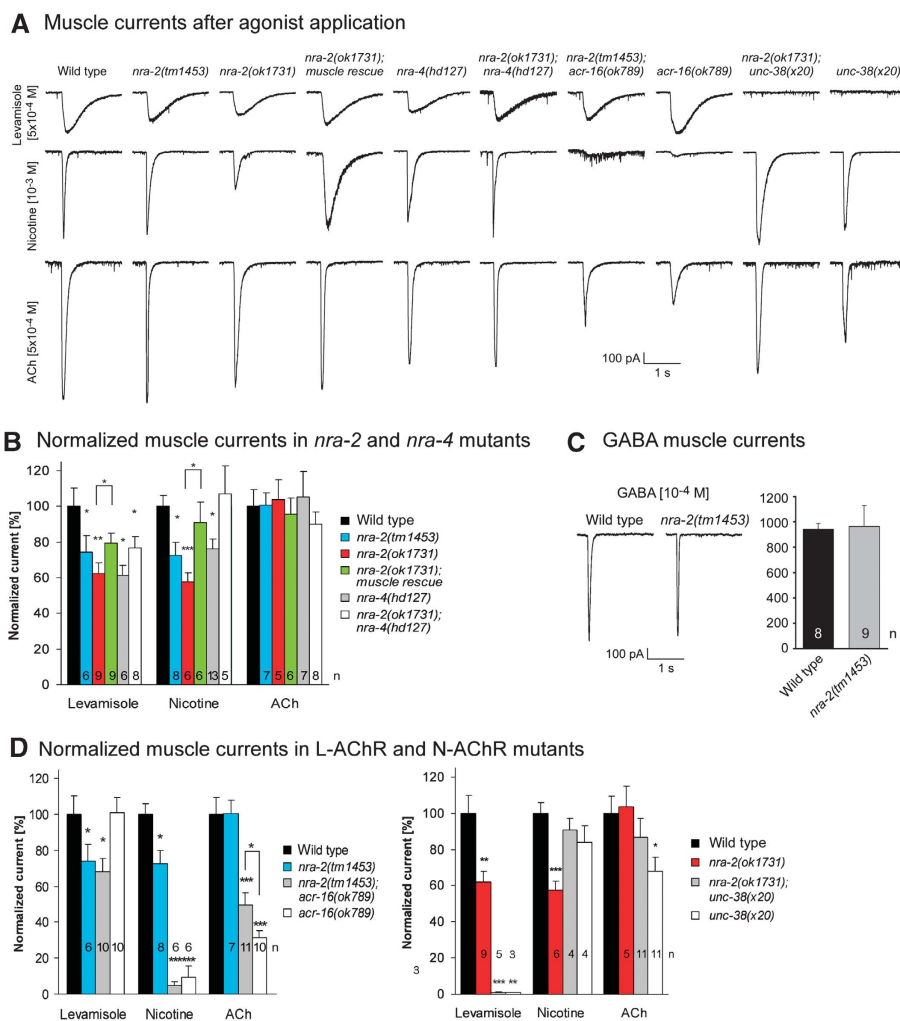 A Muscle currents after agonist application
Wild type
nra-2(tm1453)
nra-2(ok1731)
nra-2(ok1731);
muscle rescue
nra-4(hd127)
nra-2(ok1731);
nra-4(hd127)
nra-2(tm1453);
acr-16(ok789)
acr-16(ok789)
nra-2(ok1731);
unc-38(x20)
unc-38(x20)
Levamisole
[5x10-4 M]
Nicotine [10-3 M]
ACh [5x10-4 M]
100 pA
1 s
B Normalized muscle currents in nra-2 and nra-4 mutants
Normalized current [%]
120
100
80
60
40
20
0
* ** * * *
* *** * *
6 9 9 6 8
8 6 6 13 5
7 5 6 7 8 n
Levamisole Nicotine ACh
Wild type
nra-2(tm1453)
nra-2(ok1731)
nra-2(ok1731);
muscle rescue
nra-4(hd127)
nra-2(ok1731);
nra-4(hd127)
C GABA muscle currents
GABA [10-4 M]
Wild type nra-2(tm1453)
100 pA
1 s
1200
1000
800
600
400
200
0
8 9 n
Wild type
nra-2(tm1453)
D Normalized muscle currents in L-AChR and N-AChR mutants
Normalized current [%]
120
100
80
60
40
20
0
* *
* ****** 
* *** ***
6 10 10
8 6 6
7 11 10 n
Levamisole Nicotine ACh
Wild type
nra-2(tm1453)
nra-2(tm1453);
acr-16(ok789)
acr-16(ok789)
3
Normalized current [%]
120
100
80
60
40
20
0
** *** **
***
*
9 5 3
6 4 4
5 11 11 n
Levamisole Nicotine ACh
Wild type
nra-2(ok1731)
nra-2(ok1731);
unc-38(x20)
unc-38(x20)